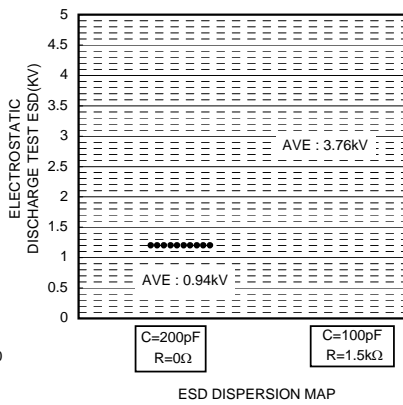 ELECTROSTATIC
DISCHARGE TEST ESD(KV)
5
4.5
4
3.5
3
2.5
2
1.5
1
0.5
0
AVE : 3.76kV
AVE : 0.94kV
C=200pF
R=0Ω
C=100pF
R=1.5kΩ
0
ESD DISPERSION MAP